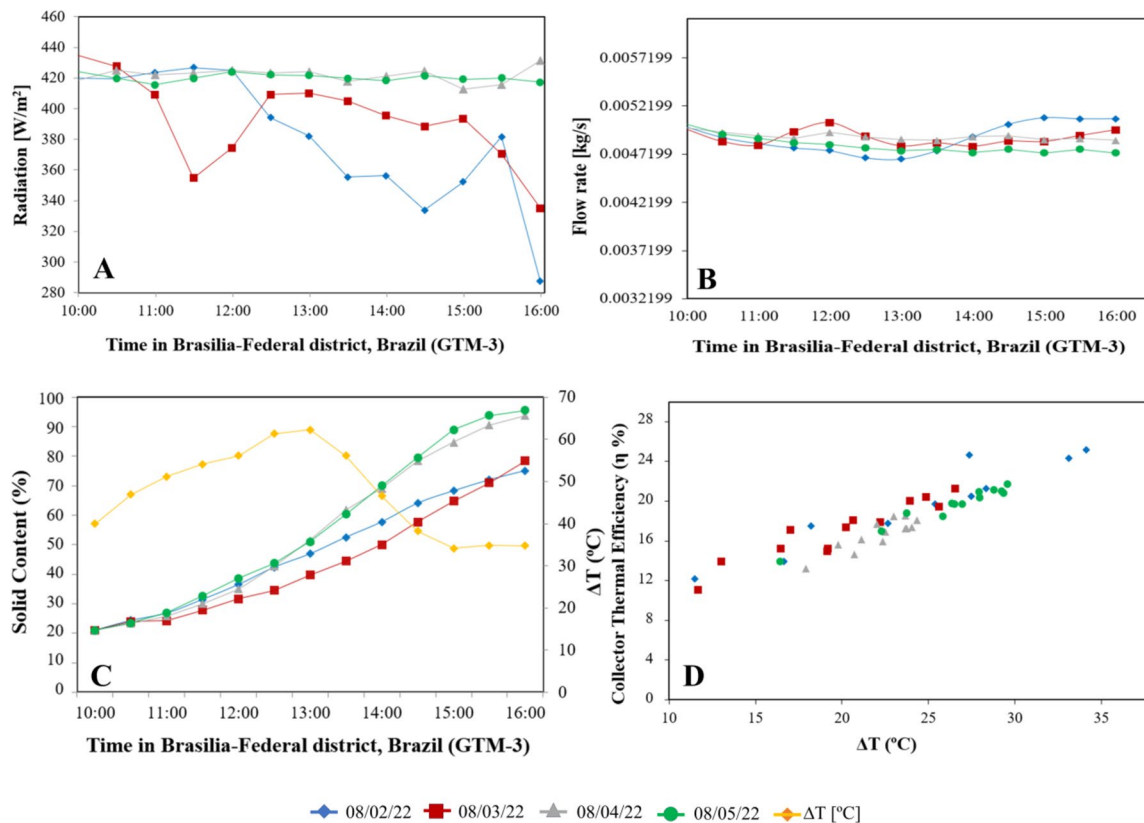 460
440
420
400
380
360
340
320
300
280
Radiation [W/m²]
A
10:00 11:00 12:00 13:00 14:00 15:00 16:00
Time in Brasilia-Federal district, Brazil (GTM-3)
0.0057199
0.0052199
0.0047199
0.0042199
0.0037199
0.0032199
Flow rate [kg/s]
B
10:00 11:00 12:00 13:00 14:00 15:00 16:00
Time in Brasilia-Federal district, Brazil (GTM-3)
100
90
80
70
60
50
40
30
20
10
0
Solid Content (%)
C
70
60
50
40
30
20
10
0
ΔT (ºC)
10:00 11:00 12:00 13:00 14:00 15:00 16:00
Time in Brasilia-Federal district, Brazil (GTM-3)
28
24
20
16
12
8
4
0
Collector Thermal Efficiency (η %)
D
10 15 20 25 30 35
ΔT (ºC)
08/02/22 08/03/22 08/04/22 08/05/22 ΔT [ºC]